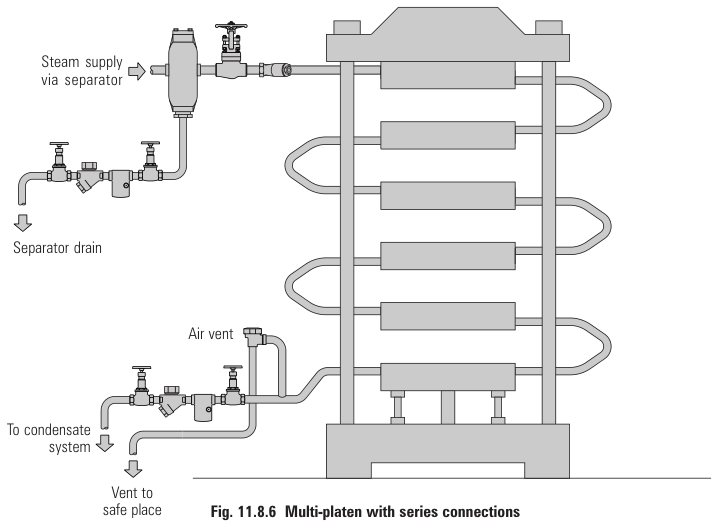 Steam supply
via separator
Separator drain
Air vent
To condensate
system
Vent to
safe place
Fig. 11.8.6  Multi-platen with series connections